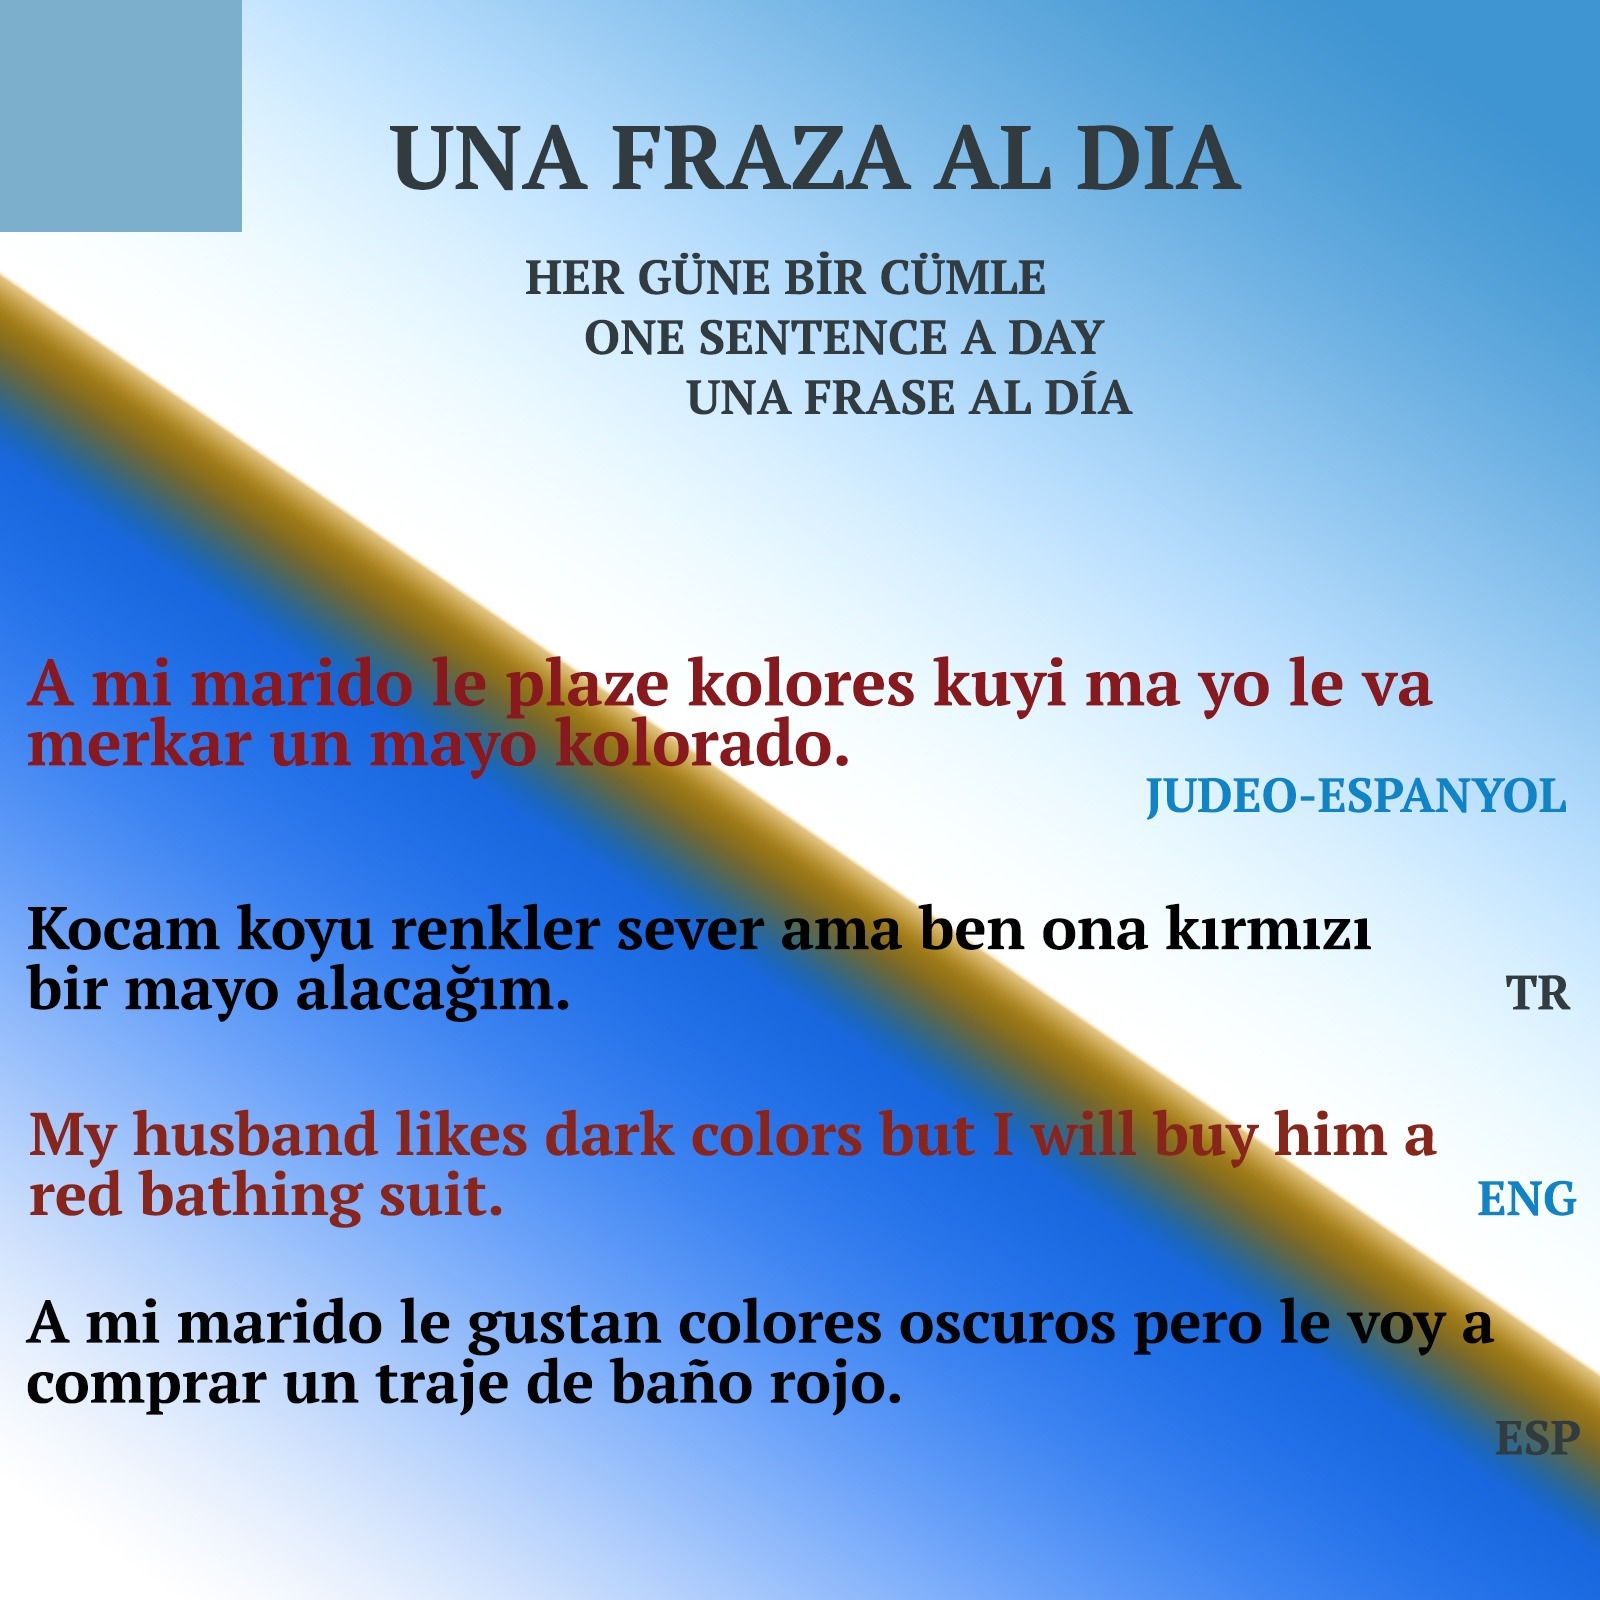 UNA FRAZA AL DIA
HER GÜNE BİR CÜMLE
ONE SENTENCE A DAY
UNA FRASE AL DÍA
A mi marido le plaze kolores kuyi ma yo le va
merkar un mayo kolorado.
JUDEO-ESPANYOL
Kocam koyu renkler sever ama ben ona kırmızı
bir mayo alacağım.
TR
My husband likes dark colors but I will buy him a
red bathing suit.
ENG
A mi marido le gustan colores oscuros pero le voy a
comprar un traje de baño rojo.
ESP